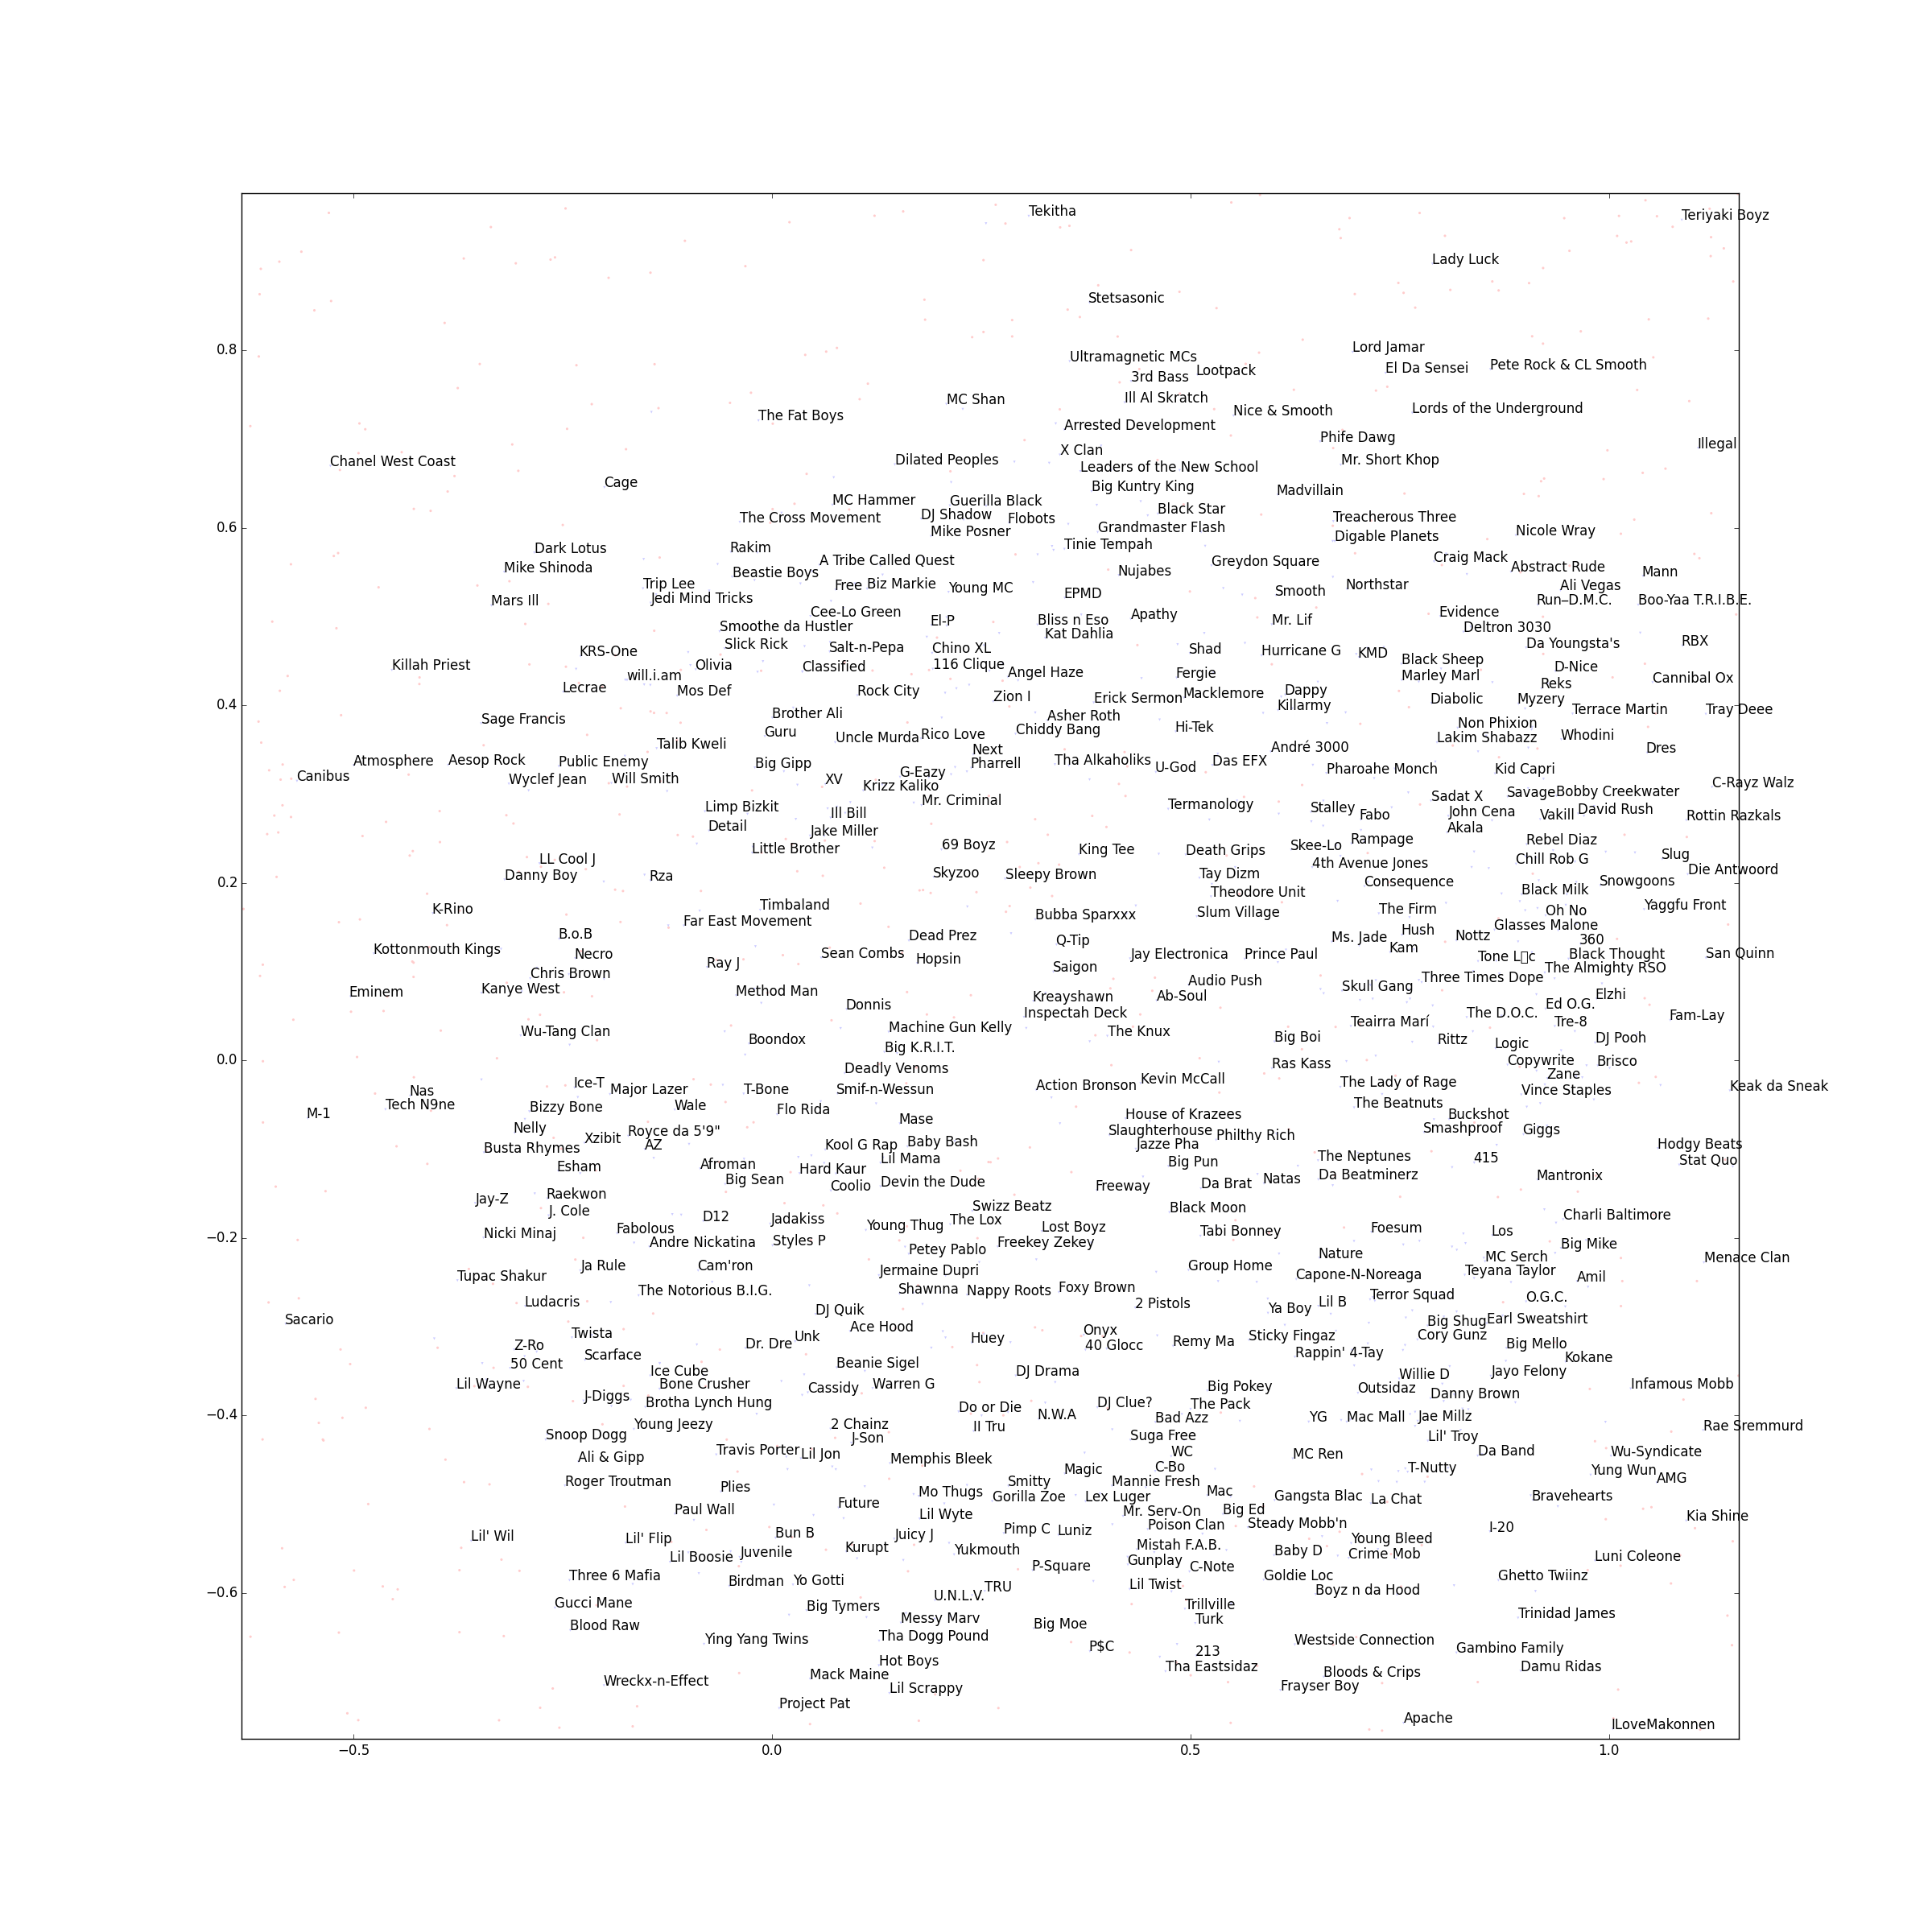 Tekitha
Teriyaki Boyz
Lady Luck
Stetsasonic
0.8
Lord Jamar
Ultramagnetic MCs
El Da Sensei
Pete Rock & CL Smooth
3rd Bass
Lootpack
MC Shan
Ill Al Skratch
The Fat Boys
Nice & Smooth
Lords of the Underground
Arrested Development
Phife Dawg
Illegal
X Clan
Chanel West Coast
Dilated Peoples
Mr. Short Khop
Leaders of the New School
Cage
Big Kuntry King
Madvillain
MC Hammer
Guerilla Black
Black Star
The Cross Movement
DJ Shadow
Flobots
Treacherous Three
0.6
Mike Posner
Grandmaster Flash
Digable Planets
Nicole Wray
Dark Lotus
Rakim
Tinie Tempah
Mike Shinoda
Beastie Boys
A Tribe Called Quest
Nujabes
Greydon Square
Craig Mack
Abstract Rude
Mann
Trip Lee
Free
Biz Markie
Young MC
EPMD
Smooth
Northstar
Ali Vegas
Mars Ill
Jedi Mind Tricks
Run–D.M.C.
Boo-Yaa T.R.I.B.E.
Cee-Lo Green
El-P
Bliss n Eso
Apathy
Mr. Lif
Evidence
Smoothe da Hustler
Kat Dahlia
Deltron 3030
KRS-One
Slick Rick
Salt-n-Pepa
Chino XL
Shad
Hurricane G
KMD
Da Youngsta's
RBX
Killah Priest
Olivia
Classified
116 Clique
Black Sheep
D-Nice
will.i.am
Angel Haze
Fergie
Marley Marl
Cannibal Ox
Lecrae
Mos Def
Rock City
Zion I
Erick Sermon
Macklemore
Dappy
Reks
Diabolic
Myzery
0.4
Sage Francis
Brother Ali
Asher Roth
Killarmy
Terrace Martin
Tray Deee
Guru
Uncle Murda
Rico Love
Chiddy Bang
Hi-Tek
Non Phixion
Talib Kweli
Next
André 3000
Lakim Shabazz
Whodini
Dres
Atmosphere
Aesop Rock
Public Enemy
Big Gipp
Pharrell
Tha Alkaholiks
U-God
Das EFX
Canibus
Wyclef Jean
Will Smith
XV
G-Eazy
Pharoahe Monch
Kid Capri
C-Rayz Walz
Krizz Kaliko
Limp Bizkit
Mr. Criminal
Termanology
Stalley
Sadat X
Savage
Bobby Creekwater
Detail
Ill Bill
Fabo
John Cena
Vakill
David Rush
Rottin Razkals
Jake Miller
Akala
Little Brother
69 Boyz
King Tee
Death Grips
Skee-Lo
Rampage
Rebel Diaz
LL Cool J
4th Avenue Jones
Chill Rob G
Slug
0.2
Danny Boy
Rza
Skyzoo
Sleepy Brown
Tay Dizm
Consequence
Snowgoons
Die Antwoord
Theodore Unit
Black Milk
K-Rino
Timbaland
Bubba Sparxxx
Slum Village
The Firm
Oh No
Yaggfu Front
Far East Movement
Glasses Malone
B.o.B
Dead Prez
Q-Tip
Ms. Jade
Hush
Nottz
360
Kottonmouth Kings
Necro
Sean Combs
Hopsin
Jay Electronica
Prince Paul
Kam
Tone L▯c
Black Thought
San Quinn
Chris Brown
Ray J
Saigon
The Almighty RSO
Eminem
Kanye West
Method Man
Kreayshawn
Ab-Soul
Audio Push
Skull Gang
Three Times Dope
Elzhi
Donnis
Inspectah Deck
The D.O.C.
Ed O.G.
Fam-Lay
Wu-Tang Clan
Machine Gun Kelly
The Knux
Teairra Marí
Tre-8
0.0
Boondox
Big K.R.I.T.
Big Boi
Rittz
Logic
DJ Pooh
Deadly Venoms
Ras Kass
Copywrite
Brisco
Nas
Ice-T
Major Lazer
T-Bone
Smif-n-Wessun
Action Bronson
Kevin McCall
The Lady of Rage
Zane
Vince Staples
Keak da Sneak
M-1
Tech N9ne
Bizzy Bone
Wale
Flo Rida
Mase
House of Krazees
The Beatnuts
Buckshot
Nelly
Xzibit
Royce da 5'9"
Slaughterhouse
Philthy Rich
Smashproof
Giggs
Busta Rhymes
AZ
Kool G Rap
Baby Bash
Jazze Pha
Hodgy Beats
Esham
Afroman
Hard Kaur
Lil Mama
Big Pun
The Neptunes
415
Stat Quo
Big Sean
Coolio
Devin the Dude
Freeway
Da Brat
Natas
Da Beatminerz
Mantronix
Jay-Z
Raekwon
J. Cole
D12
Jadakiss
Swizz Beatz
Black Moon
Charli Baltimore
−0.2
Nicki Minaj
Fabolous
Young Thug
The Lox
Lost Boyz
Tabi Bonney
Foesum
Los
Andre Nickatina
Styles P
Petey Pablo
Freekey Zekey
Nature
Big Mike
Tupac Shakur
Ja Rule
Cam'ron
Jermaine Dupri
Group Home
Capone-N-Noreaga
MC Serch
Teyana Taylor
Amil
Menace Clan
The Notorious B.I.G.
Shawnna
Nappy Roots
Foxy Brown
Terror Squad
O.G.C.
Ludacris
DJ Quik
2 Pistols
Ya Boy
Lil B
Sacario
Ace Hood
Big Shug
Earl Sweatshirt
Z-Ro
Twista
Dr. Dre
Unk
Huey
Onyx
Remy Ma
Sticky Fingaz
Cory Gunz
Big Mello
50 Cent
Scarface
40 Glocc
Rappin' 4-Tay
Kokane
Lil Wayne
Ice Cube
Beanie Sigel
DJ Drama
Willie D
Jayo Felony
J-Diggs
Bone Crusher
Cassidy
Warren G
Big Pokey
Outsidaz
Danny Brown
Infamous Mobb
−0.4
Brotha Lynch Hung
Do or Die
N.W.A
DJ Clue?
The Pack
Snoop Dogg
Young Jeezy
2 Chainz
Il Tru
Bad Azz
YG
Mac Mall
Jae Millz
Rae Sremmurd
J-Son
Suga Free
Lil' Troy
Ali & Gipp
Travis Porter
Lil Jon
Memphis Bleek
WC
MC Ren
Da Band
Wu-Syndicate
Roger Troutman
Plies
Smitty
Magic
C-Bo
T-Nutty
Yung Wun
AMG
Mo Thugs
Gorilla Zoe
Lex Luger
Mannie Fresh
Mac
Gangsta Blac
La Chat
Bravehearts
Paul Wall
Future
Lil Wyte
Mr. Serv-On
Big Ed
Kia Shine
Lil' Wil
Lil' Flip
Bun B
Juicy J
Pimp C
Luniz
Poison Clan
Steady Mobb'n
I-20
Lil Boosie
Juvenile
Kurupt
Yukmouth
Mistah F.A.B.
Baby D
Young Bleed
Crime Mob
Luni Coleone
Three 6 Mafia
P-Square
Gunplay
C-Note
Goldie Loc
Ghetto Twiinz
−0.6
Birdman
Yo Gotti
U.N.L.V.
TRU
Lil Twist
Boyz n da Hood
Gucci Mane
Big Tymers
Trillville
Trinidad James
Blood Raw
Messy Marv
Big Moe
Turk
Ying Yang Twins
Tha Dogg Pound
P$C
213
Westside Connection
Gambino Family
Hot Boys
Tha Eastsidaz
Bloods & Crips
Damu Ridas
Wreckx-n-Effect
Mack Maine
Lil Scrappy
Frayser Boy
Project Pat
Apache
ILoveMakonnen
−0.5
0.0
0.5
1.0